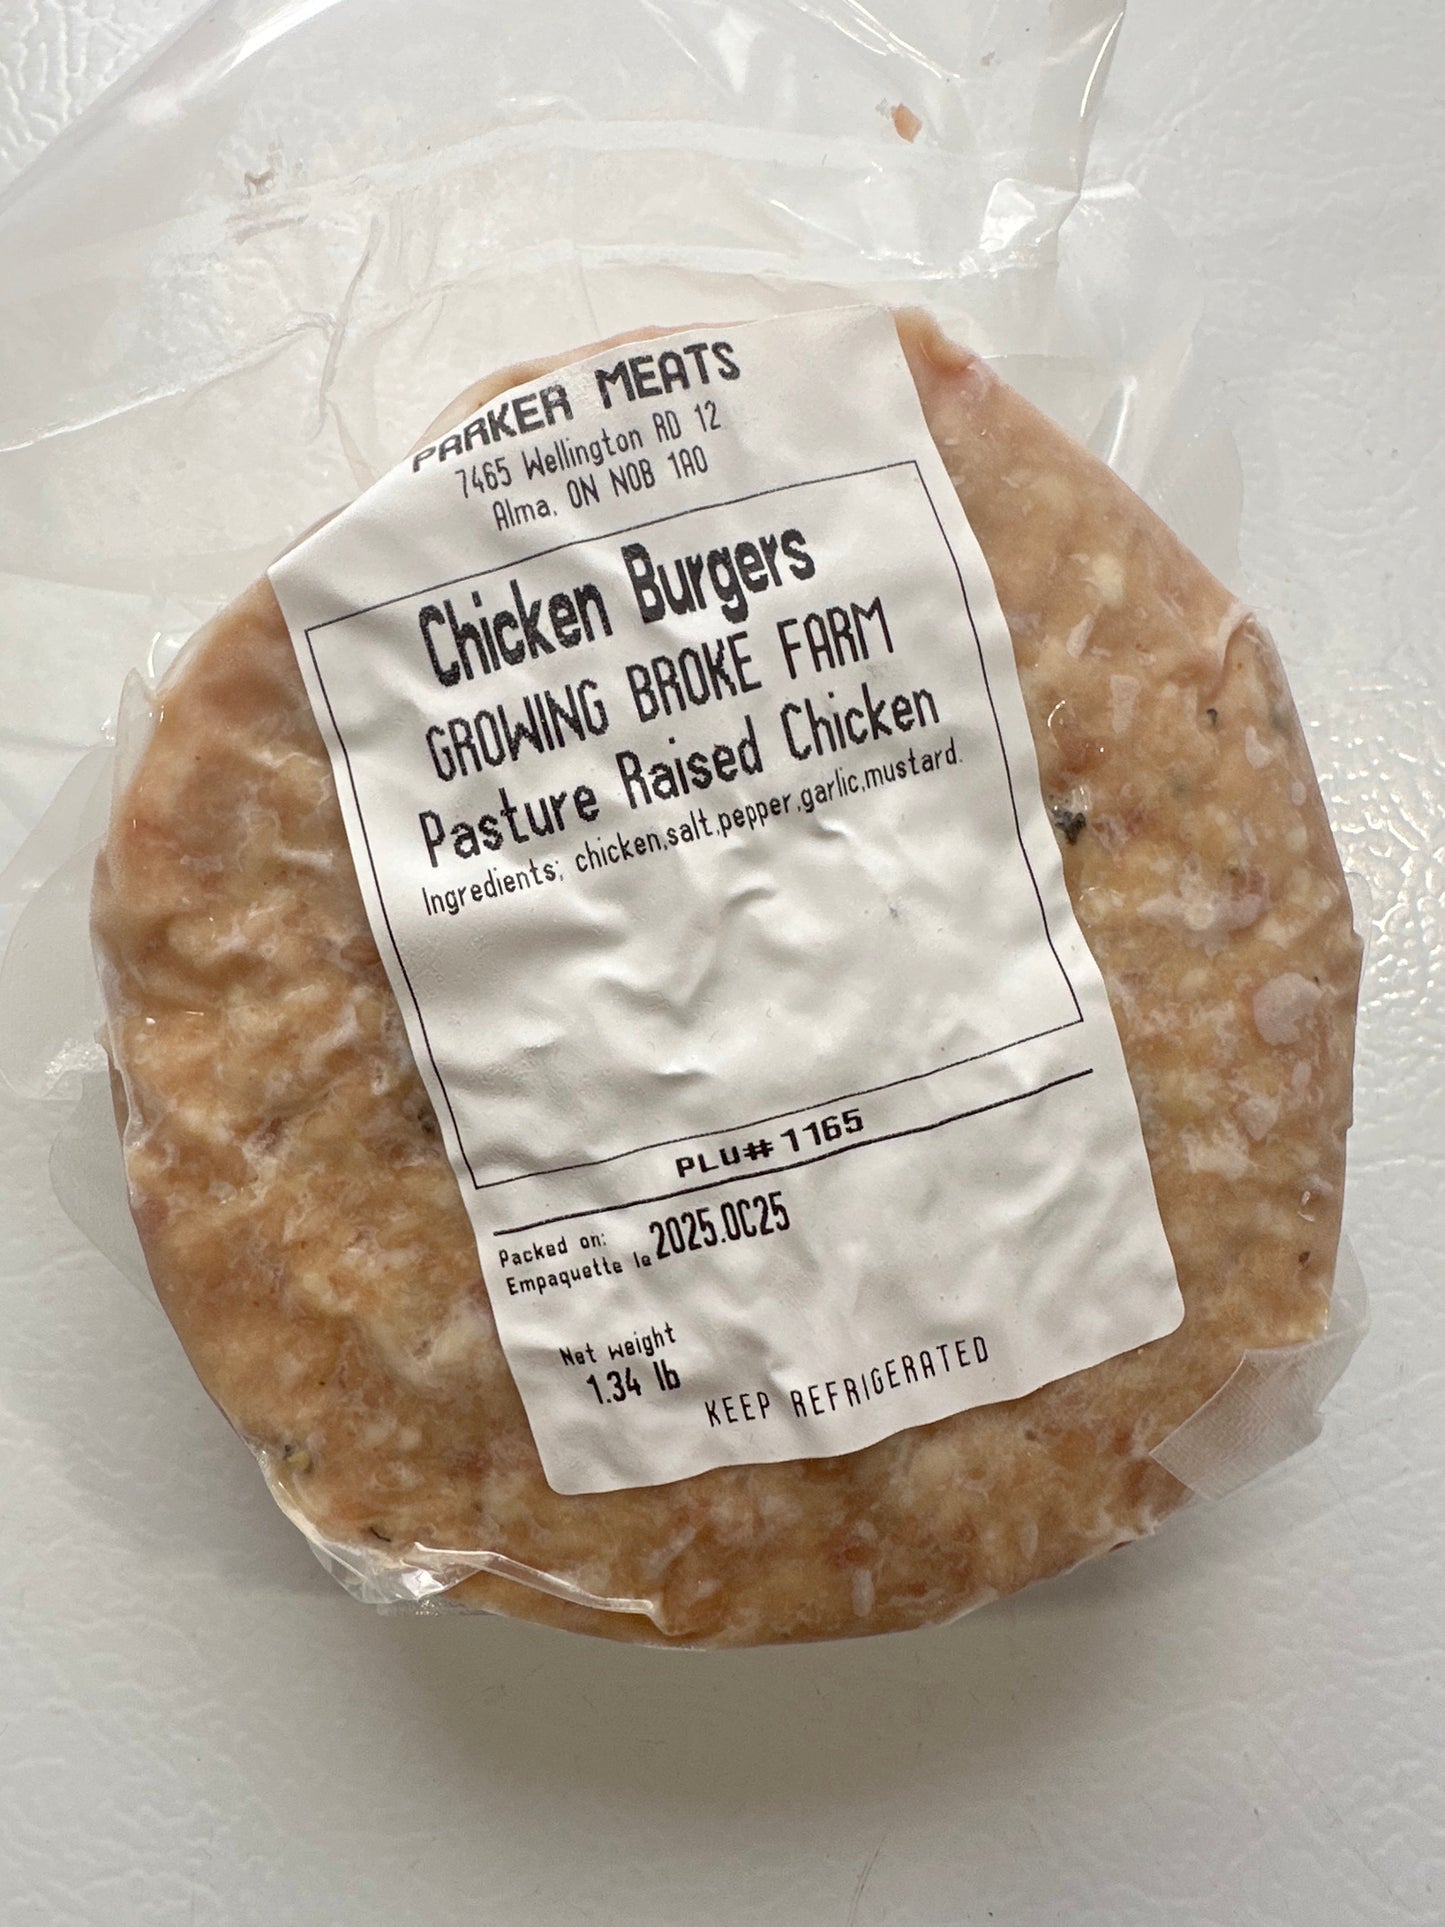 PARKER MEATS
7465 Wellington RD 12
Alma, ON N0B 1A0
Chicken Burgers
GROWING BROKE FARM
Pasture Raised Chicken
Ingredients; chicken,salt,pepper,garlic,mustard.
PLU# 1165
Packed on:
Empaquette le 2025.OC25
Net weight
1.34 lb
KEEP REFRIGERATED